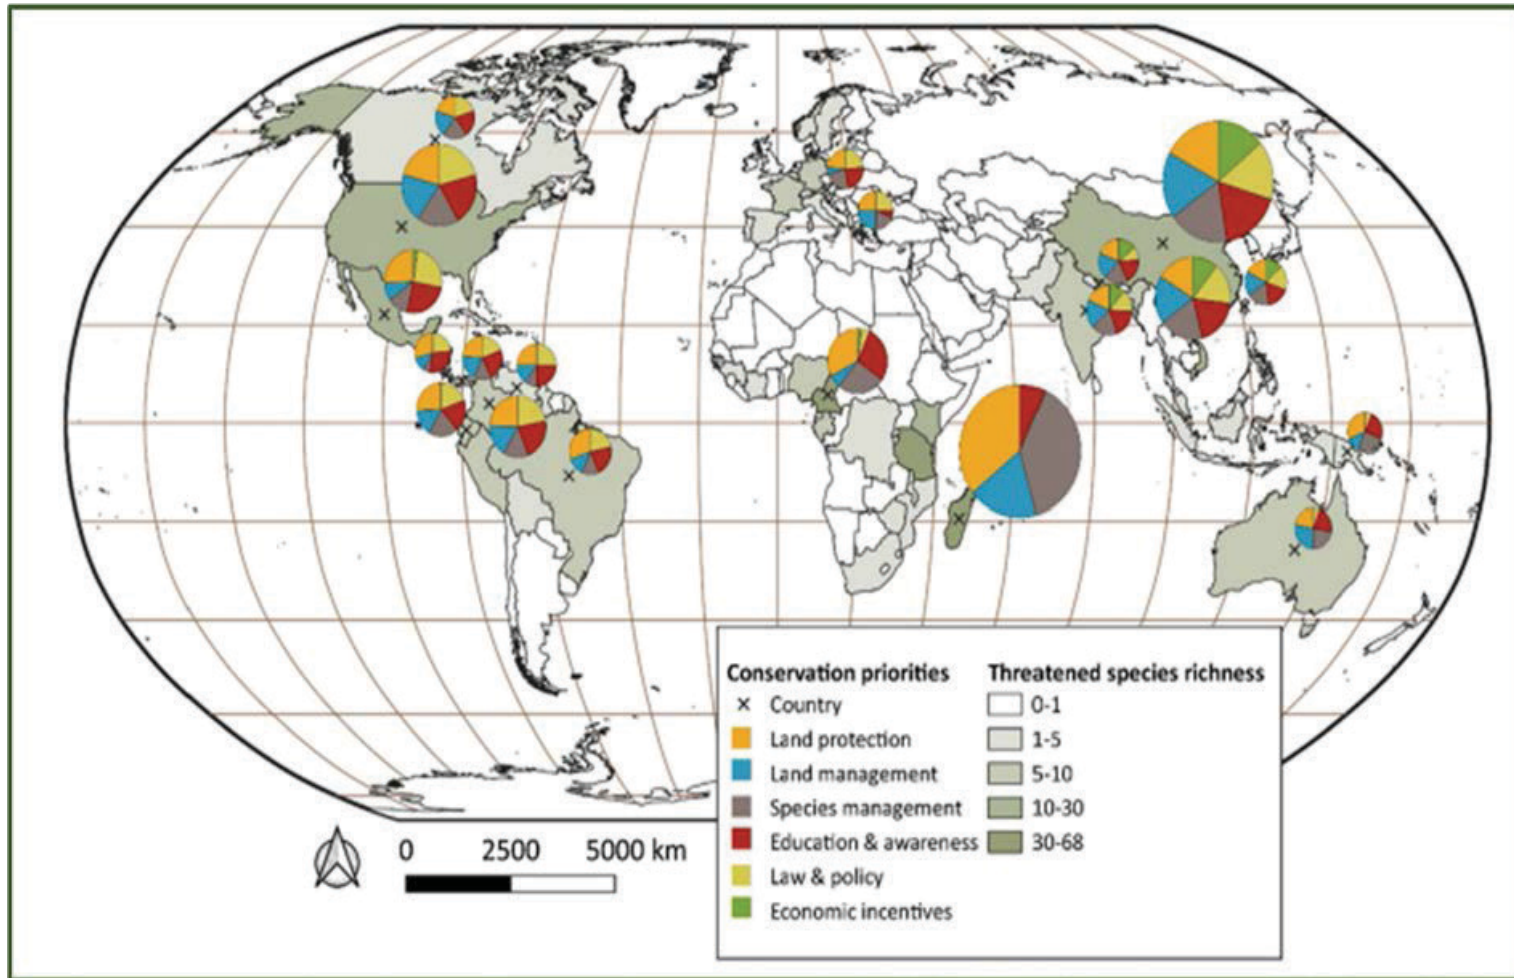 Conservation priorities
× Country
Land protection
Land management
Species management
Education & awareness
Law & policy
Economic incentives
Threatened species richness
0-1
1-5
5-10
10-30
30-68
0 2500 5000 km